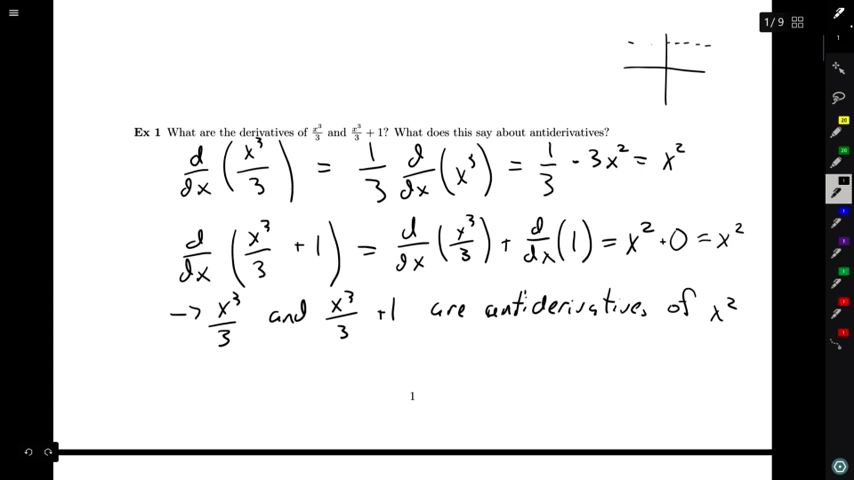 1/9
1
Ex 1 What are the derivatives of x³/3 and x³/3 + 1? What does this say about antiderivatives?
d/dx (x³/3) = 1/3 d/dx (x³) = 1/3 · 3x² = x²
d/dx (x³/3 + 1) = d/dx (x³/3) + d/dx (1) = x² + 0 = x²
→ x³/3 and x³/3 + 1 are antiderivatives of x²
1